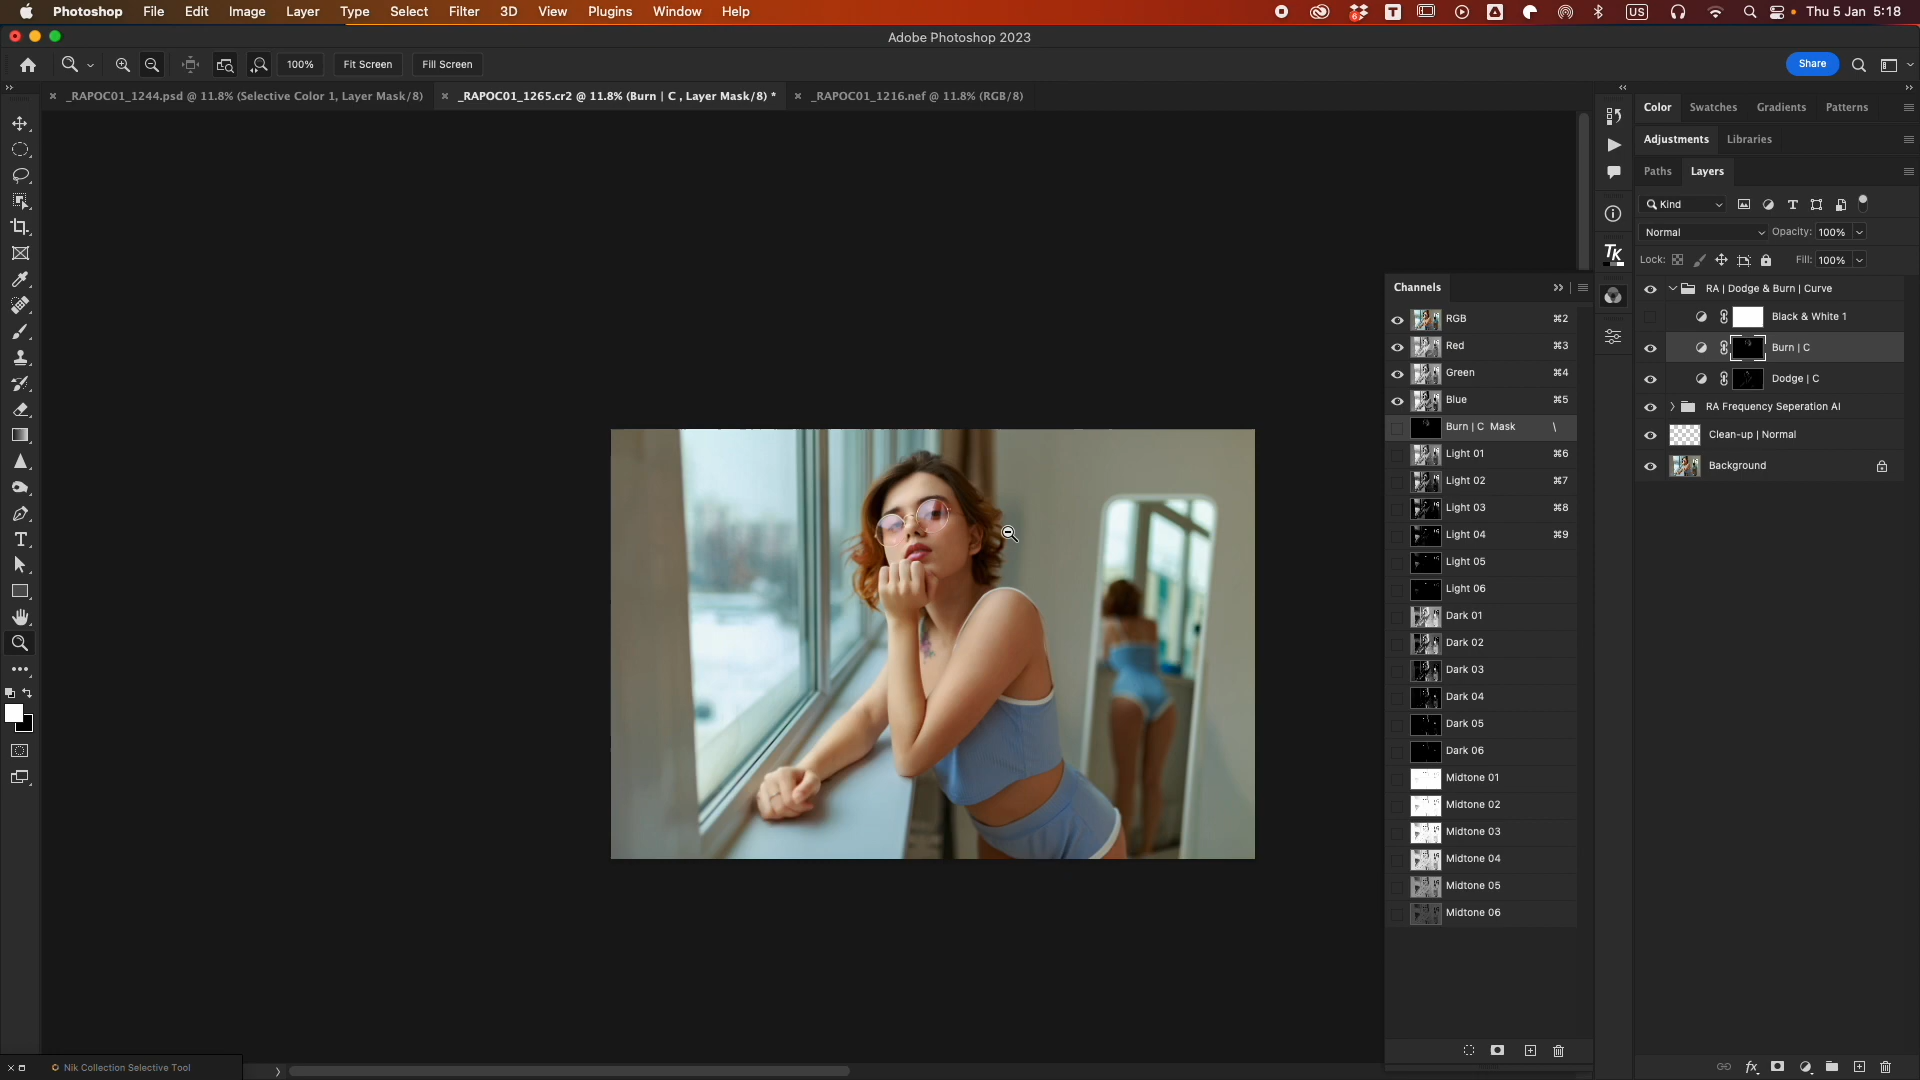 Photoshop File Edit Image Layer Type Select Filter 3D View Plugins Window Help US Thu 5 Jan 5:18
Adobe Photoshop 2023
100% Fit Screen Fill Screen Share
_RAPOC01_1244.psd @ 11.8% (Selective Color 1, Layer Mask/8) _RAPOC01_1265.cr2 @ 11.8% (Burn | C , Layer Mask/8) * _RAPOC01_1216.nef @ 11.8% (RGB/8)
Color Swatches Gradients Patterns
Adjustments Libraries
Paths Layers
Kind
Normal Opacity: 100%
Lock: Fill: 100%
RA | Dodge & Burn | Curve
Black & White 1
Burn | C
Dodge | C
RA Frequency Seperation AI
Clean-up | Normal
Background
TK
Channels
RGB ⌘2
Red ⌘3
Green ⌘4
Blue ⌘5
Burn | C Mask \
Light 01 ⌘6
Light 02 ⌘7
Light 03 ⌘8
Light 04 ⌘9
Light 05
Light 06
Dark 01
Dark 02
Dark 03
Dark 04
Dark 05
Dark 06
Midtone 01
Midtone 02
Midtone 03
Midtone 04
Midtone 05
Midtone 06
Nik Collection Selective Tool